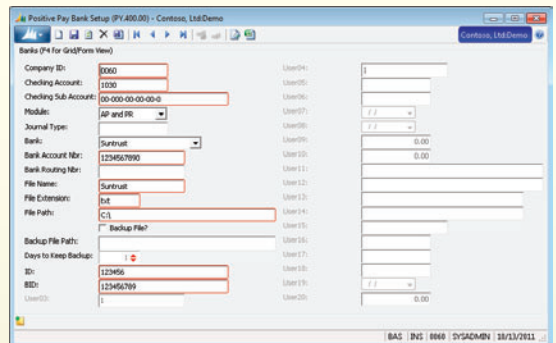 Positive Pay Bank Setup (PY.400.00) - Contoso, Ltd:Demo
Contoso, Ltd:Demo
Banks (F4 for Grid/Form View)
Company ID: 0060
Checking Account: 1030
Checking Sub Account: 00-000-00-00-00-0
Module: AP and PR
Journal Type:
Bank: Suntrust
Bank Account Nbr: 1234567890
Bank Routing Nbr:
File Name: Suntrust
File Extension: txt
File Path: C:\
Backup File?
Backup File Path:
Days to Keep Backup: 1
ID: 123456
BID: 123456789
User03:
User04:
User05:
User06:
User07: / /
User08: / /
User09: 0.00
User10: 0.00
User11:
User12:
User13:
User14:
User15:
User16:
User17:
User18:
User19: / /
User20: 0.00
BAS INS 0060 SYSADMIN 10/13/2011